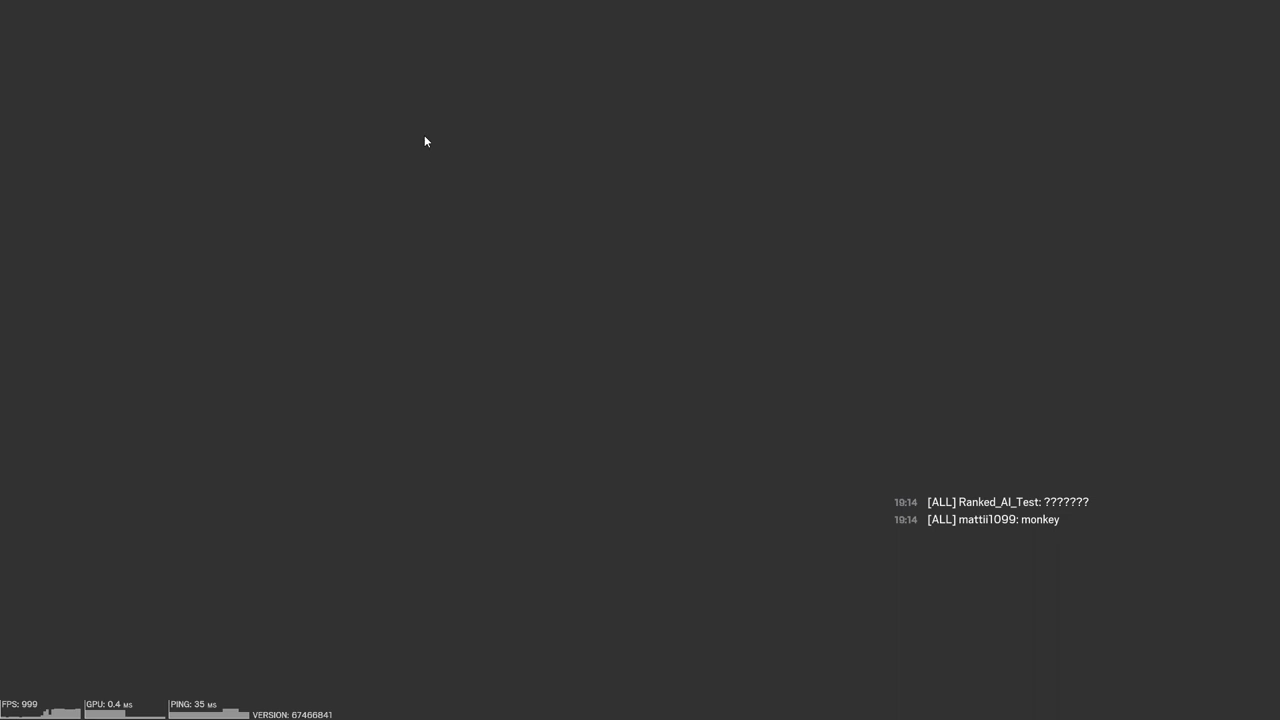 19:14 [ALL] Ranked_AI_Test: ???????
19:14 [ALL] mattii1099: monkey
FPS: 999 GPU: 0.4 MS PING: 35 MS VERSION: 67466841